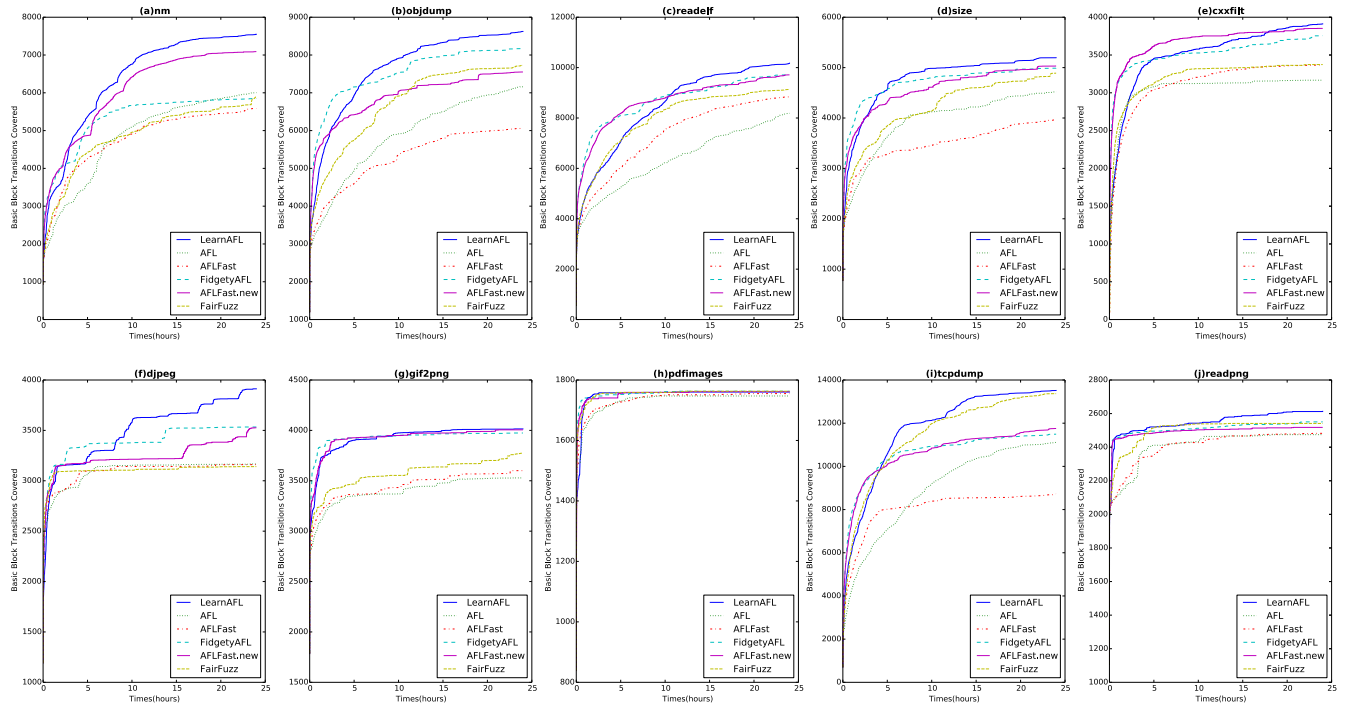 (a)nm
Basic Block Transitions Covered
8000
7000
6000
5000
4000
3000
2000
1000
0
LearnAFL
AFL
AFLFast
FidgetyAFL
AFLFast.new
FairFuzz
0 5 10 15 20 25
Times(hours)
(b)objdump
Basic Block Transitions Covered
9000
8000
7000
6000
5000
4000
3000
2000
1000
LearnAFL
AFL
AFLFast
FidgetyAFL
AFLFast.new
FairFuzz
0 5 10 15 20 25
Times(hours)
(c)readelf
Basic Block Transitions Covered
12000
10000
8000
6000
4000
2000
0
LearnAFL
AFL
AFLFast
FidgetyAFL
AFLFast.new
FairFuzz
0 5 10 15 20 25
Times(hours)
(d)size
Basic Block Transitions Covered
6000
5000
4000
3000
2000
1000
0
LearnAFL
AFL
AFLFast
FidgetyAFL
AFLFast.new
FairFuzz
0 5 10 15 20 25
Times(hours)
(e)cxxfilt
Basic Block Transitions Covered
4000
3500
3000
2500
2000
1500
1000
500
0
LearnAFL
AFL
AFLFast
FidgetyAFL
AFLFast.new
FairFuzz
0 5 10 15 20 25
Times(hours)
(f)djpeg
Basic Block Transitions Covered
4000
3500
3000
2500
2000
1500
1000
LearnAFL
AFL
AFLFast
FidgetyAFL
AFLFast.new
FairFuzz
0 5 10 15 20 25
Times(hours)
(g)gif2png
Basic Block Transitions Covered
4500
4000
3500
3000
2500
2000
1500
LearnAFL
AFL
AFLFast
FidgetyAFL
AFLFast.new
FairFuzz
0 5 10 15 20 25
Times(hours)
(h)pdfimages
Basic Block Transitions Covered
1800
1600
1400
1200
1000
800
LearnAFL
AFL
AFLFast
FidgetyAFL
AFLFast.new
FairFuzz
0 5 10 15 20 25
Times(hours)
(i)tcpdump
Basic Block Transitions Covered
14000
12000
10000
8000
6000
4000
2000
0
LearnAFL
AFL
AFLFast
FidgetyAFL
AFLFast.new
FairFuzz
0 5 10 15 20 25
Times(hours)
(j)readpng
Basic Block Transitions Covered
2800
2600
2400
2200
2000
1800
1600
1400
1200
1000
LearnAFL
AFL
AFLFast
FidgetyAFL
AFLFast.new
FairFuzz
0 5 10 15 20 25
Times(hours)